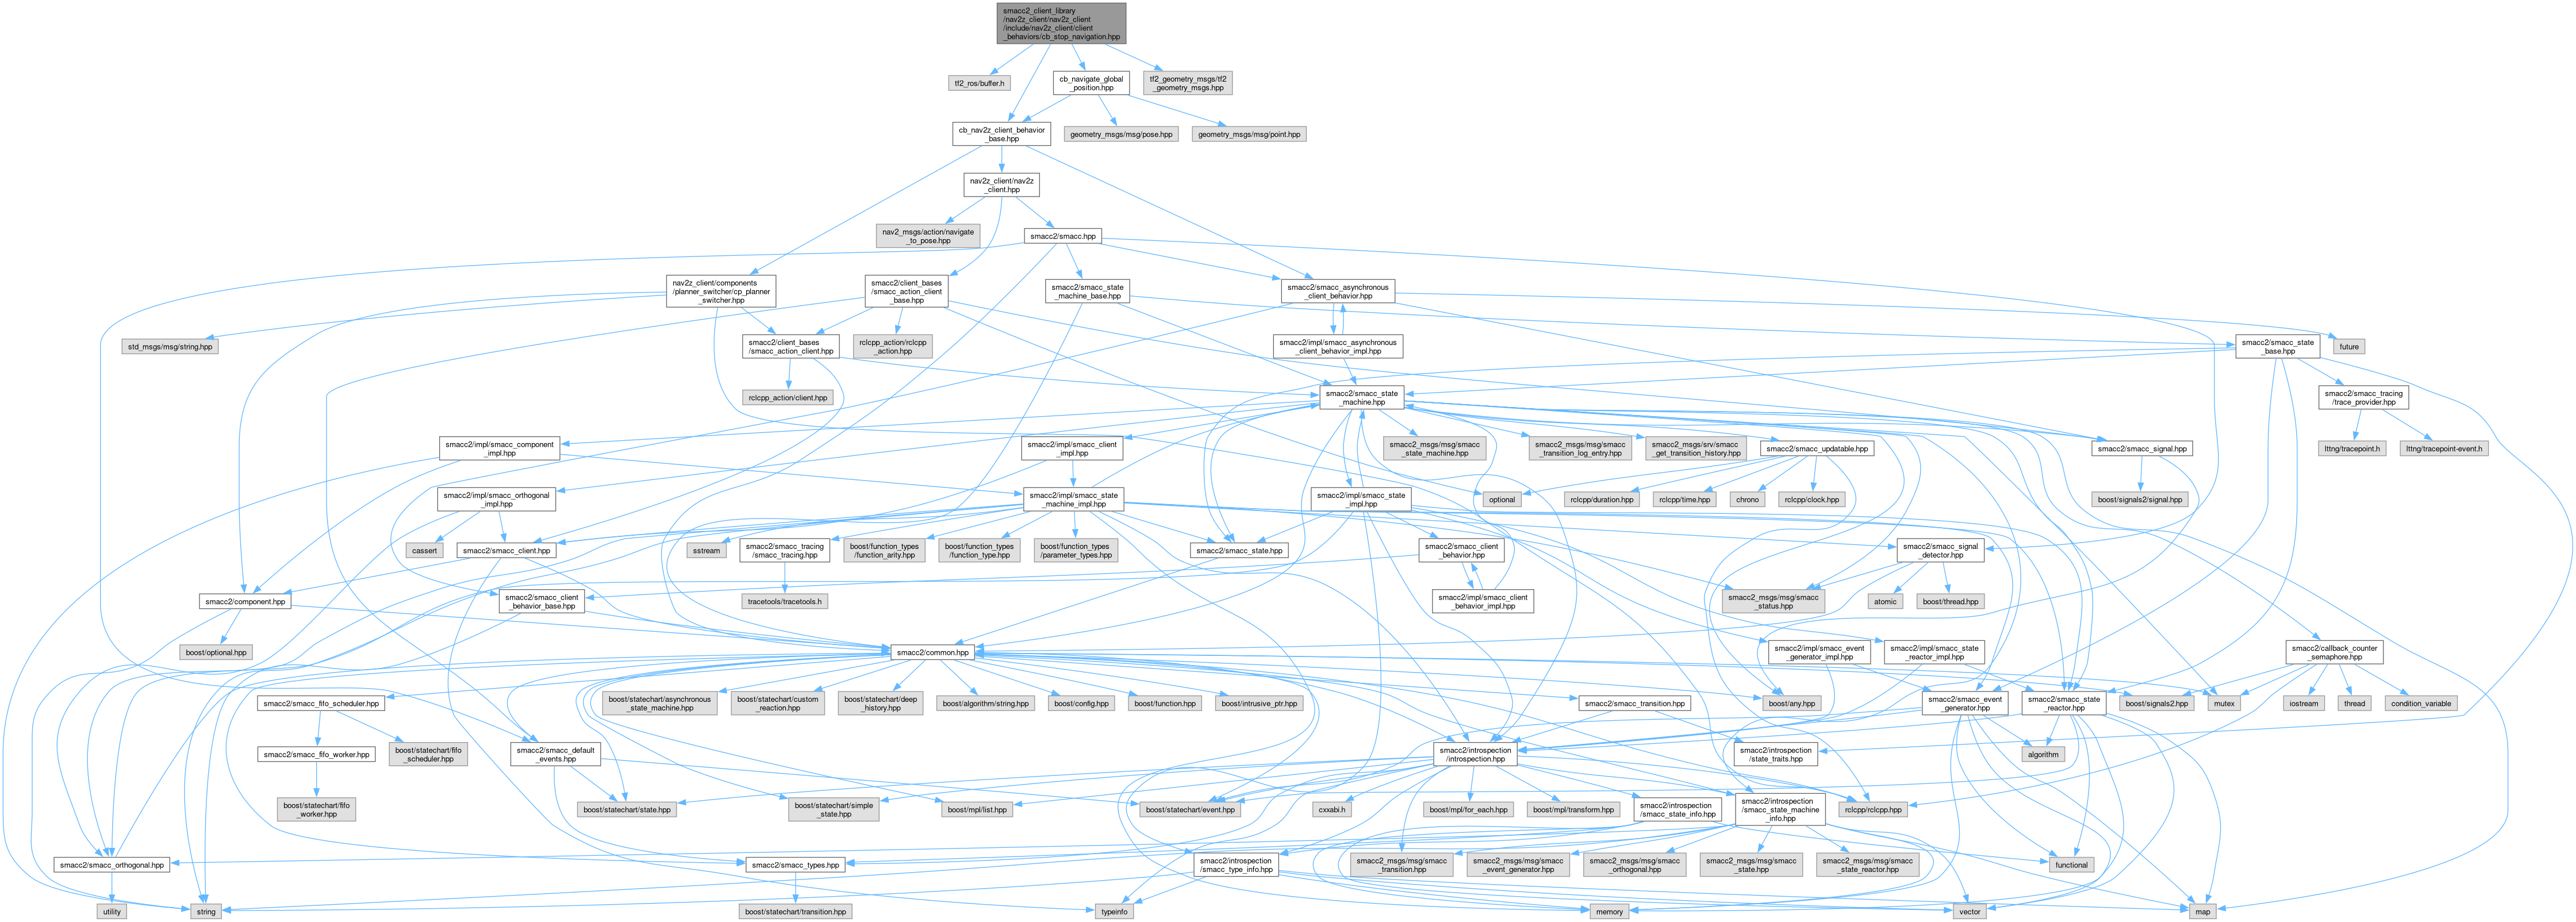 smacc2_client_library
/nav2z_client/nav2z_client
/include/nav2z_client/client
_behaviors/cb_stop_navigation.hpp
tf2_ros/buffer.h
cb_navigate_global
_position.hpp
tf2_geometry_msgs/tf2
_geometry_msgs.hpp
cb_nav2z_client_behavior
_base.hpp
geometry_msgs/msg/pose.hpp
geometry_msgs/msg/point.hpp
nav2z_client/nav2z
_client.hpp
nav2_msgs/action/navigate
_to_pose.hpp
smacc2/smacc.hpp
nav2z_client/components
/planner_switcher/cp_planner
_switcher.hpp
smacc2/client_bases
/smacc_action_client
_base.hpp
smacc2/smacc_state
_machine_base.hpp
smacc2/smacc_asynchronous
_client_behavior.hpp
std_msgs/msg/string.hpp
smacc2/client_bases
/smacc_action_client.hpp
rclcpp_action/rclcpp
_action.hpp
smacc2/impl/smacc_asynchronous
_client_behavior_impl.hpp
smacc2/smacc_state
_base.hpp
future
rclcpp_action/client.hpp
smacc2/smacc_state
_machine.hpp
smacc2/smacc_tracing
/trace_provider.hpp
smacc2/impl/smacc_component
_impl.hpp
smacc2/impl/smacc_client
_impl.hpp
smacc2_msgs/msg/smacc
_state_machine.hpp
smacc2_msgs/msg/smacc
_transition_log_entry.hpp
smacc2_msgs/srv/smacc
_get_transition_history.hpp
smacc2/smacc_updatable.hpp
smacc2/smacc_signal.hpp
lttng/tracepoint.h
lttng/tracepoint-event.h
smacc2/impl/smacc_orthogonal
_impl.hpp
smacc2/impl/smacc_state
_machine_impl.hpp
smacc2/impl/smacc_state
_impl.hpp
optional
rclcpp/duration.hpp
rclcpp/time.hpp
chrono
rclcpp/clock.hpp
boost/signals2/signal.hpp
cassert
smacc2/smacc_client.hpp
sstream
smacc2/smacc_tracing
/smacc_tracing.hpp
boost/function_types
/function_arity.hpp
boost/function_types
/function_type.hpp
boost/function_types
/parameter_types.hpp
smacc2/smacc_state.hpp
smacc2/smacc_client
_behavior.hpp
smacc2/smacc_signal
_detector.hpp
smacc2/component.hpp
smacc2/smacc_client
_behavior_base.hpp
tracetools/tracetools.h
smacc2/impl/smacc_client
_behavior_impl.hpp
smacc2_msgs/msg/smacc
_status.hpp
atomic
boost/thread.hpp
boost/optional.hpp
smacc2/common.hpp
smacc2/impl/smacc_event
_generator_impl.hpp
smacc2/impl/smacc_state
_reactor_impl.hpp
smacc2/callback_counter
_semaphore.hpp
smacc2/smacc_fifo_scheduler.hpp
boost/statechart/asynchronous
_state_machine.hpp
boost/statechart/custom
_reaction.hpp
boost/statechart/deep
_history.hpp
boost/algorithm/string.hpp
boost/config.hpp
boost/function.hpp
boost/intrusive_ptr.hpp
smacc2/smacc_transition.hpp
boost/any.hpp
smacc2/smacc_event
_generator.hpp
smacc2/smacc_state
_reactor.hpp
boost/signals2.hpp
mutex
iostream
thread
condition_variable
smacc2/smacc_fifo_worker.hpp
boost/statechart/fifo
_scheduler.hpp
smacc2/smacc_default
_events.hpp
smacc2/introspection
/introspection.hpp
smacc2/introspection
/state_traits.hpp
algorithm
boost/statechart/fifo
_worker.hpp
boost/statechart/state.hpp
boost/statechart/simple
_state.hpp
boost/mpl/list.hpp
boost/statechart/event.hpp
cxxabi.h
boost/mpl/for_each.hpp
boost/mpl/transform.hpp
smacc2/introspection
/smacc_state_info.hpp
smacc2/introspection
/smacc_state_machine
_info.hpp
rclcpp/rclcpp.hpp
smacc2/smacc_orthogonal.hpp
smacc2/smacc_types.hpp
smacc2/introspection
/smacc_type_info.hpp
smacc2_msgs/msg/smacc
_transition.hpp
smacc2_msgs/msg/smacc
_event_generator.hpp
smacc2_msgs/msg/smacc
_orthogonal.hpp
smacc2_msgs/msg/smacc
_state.hpp
smacc2_msgs/msg/smacc
_state_reactor.hpp
functional
utility
string
boost/statechart/transition.hpp
typeinfo
memory
vector
map